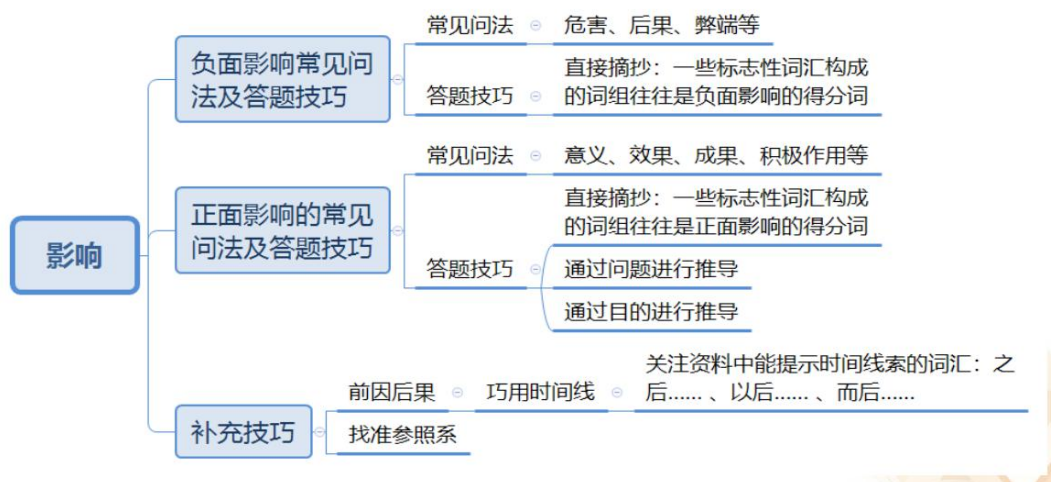 影响
负面影响常见问
法及答题技巧
常见问法
危害、后果、弊端等
答题技巧
直接摘抄：一些标志性词汇构成
的词组往往是负面影响的得分词
正面影响的常见
问法及答题技巧
常见问法
意义、效果、成果、积极作用等
答题技巧
直接摘抄：一些标志性词汇构成
的词组往往是正面影响的得分词
通过问题进行推导
通过目的进行推导
补充技巧
前因后果
巧用时间线
关注资料中能提示时间线索的词汇：之
后......、以后......、而后......
找准参照系